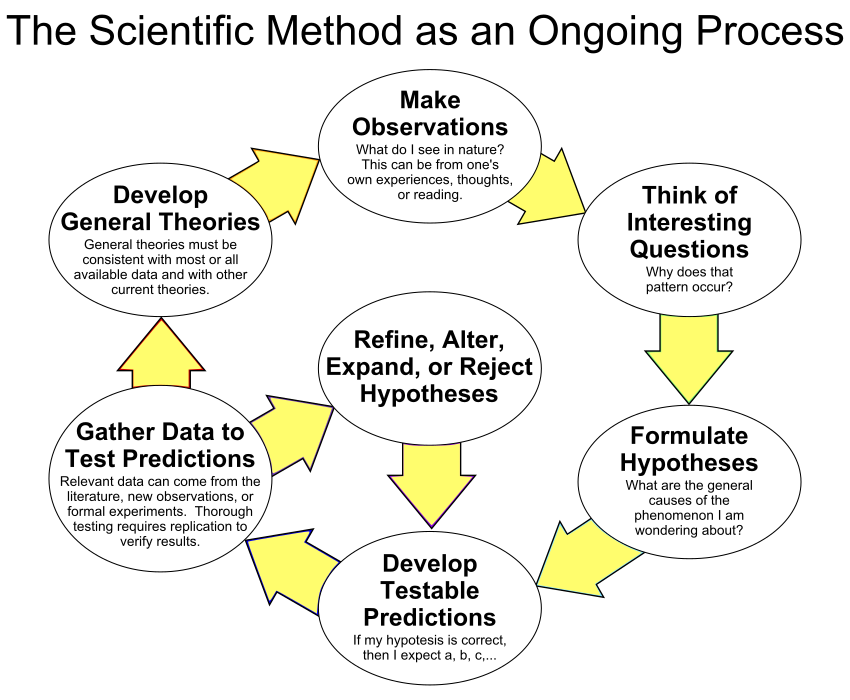 The Scientific Method as an Ongoing Process
Make
Observations
What do I see in nature?
This can be from one's
own experiences, thoughts,
or reading.
Think of
Interesting
Questions
Why does that
pattern occur?
Formulate
Hypotheses
What are the general
causes of the
phenomenon I am
wondering about?
Develop
Testable
Predictions
If my hypotesis is correct,
then I expect a, b, c,...
Gather Data to
Test Predictions
Relevant data can come from the
literature, new observations, or
formal experiments.  Thorough
testing requires replication to
verify results.
Refine, Alter,
Expand, or Reject
Hypotheses
Develop
General Theories
General theories must be
consistent with most or all
available data and with other
current theories.